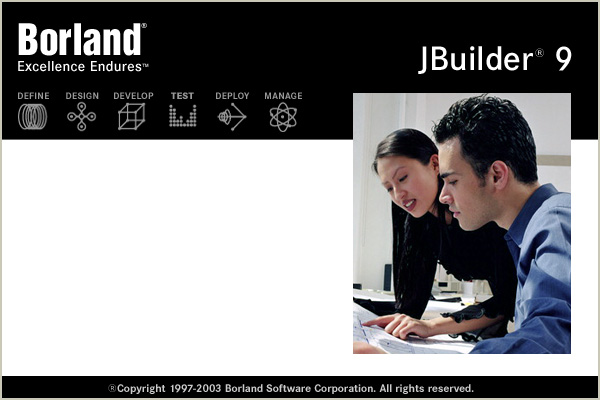 Borland®
Excellence Endures™
JBuilder® 9
DEFINE DESIGN DEVELOP TEST DEPLOY MANAGE
®Copyright 1997-2003 Borland Software Corporation. All rights reserved.